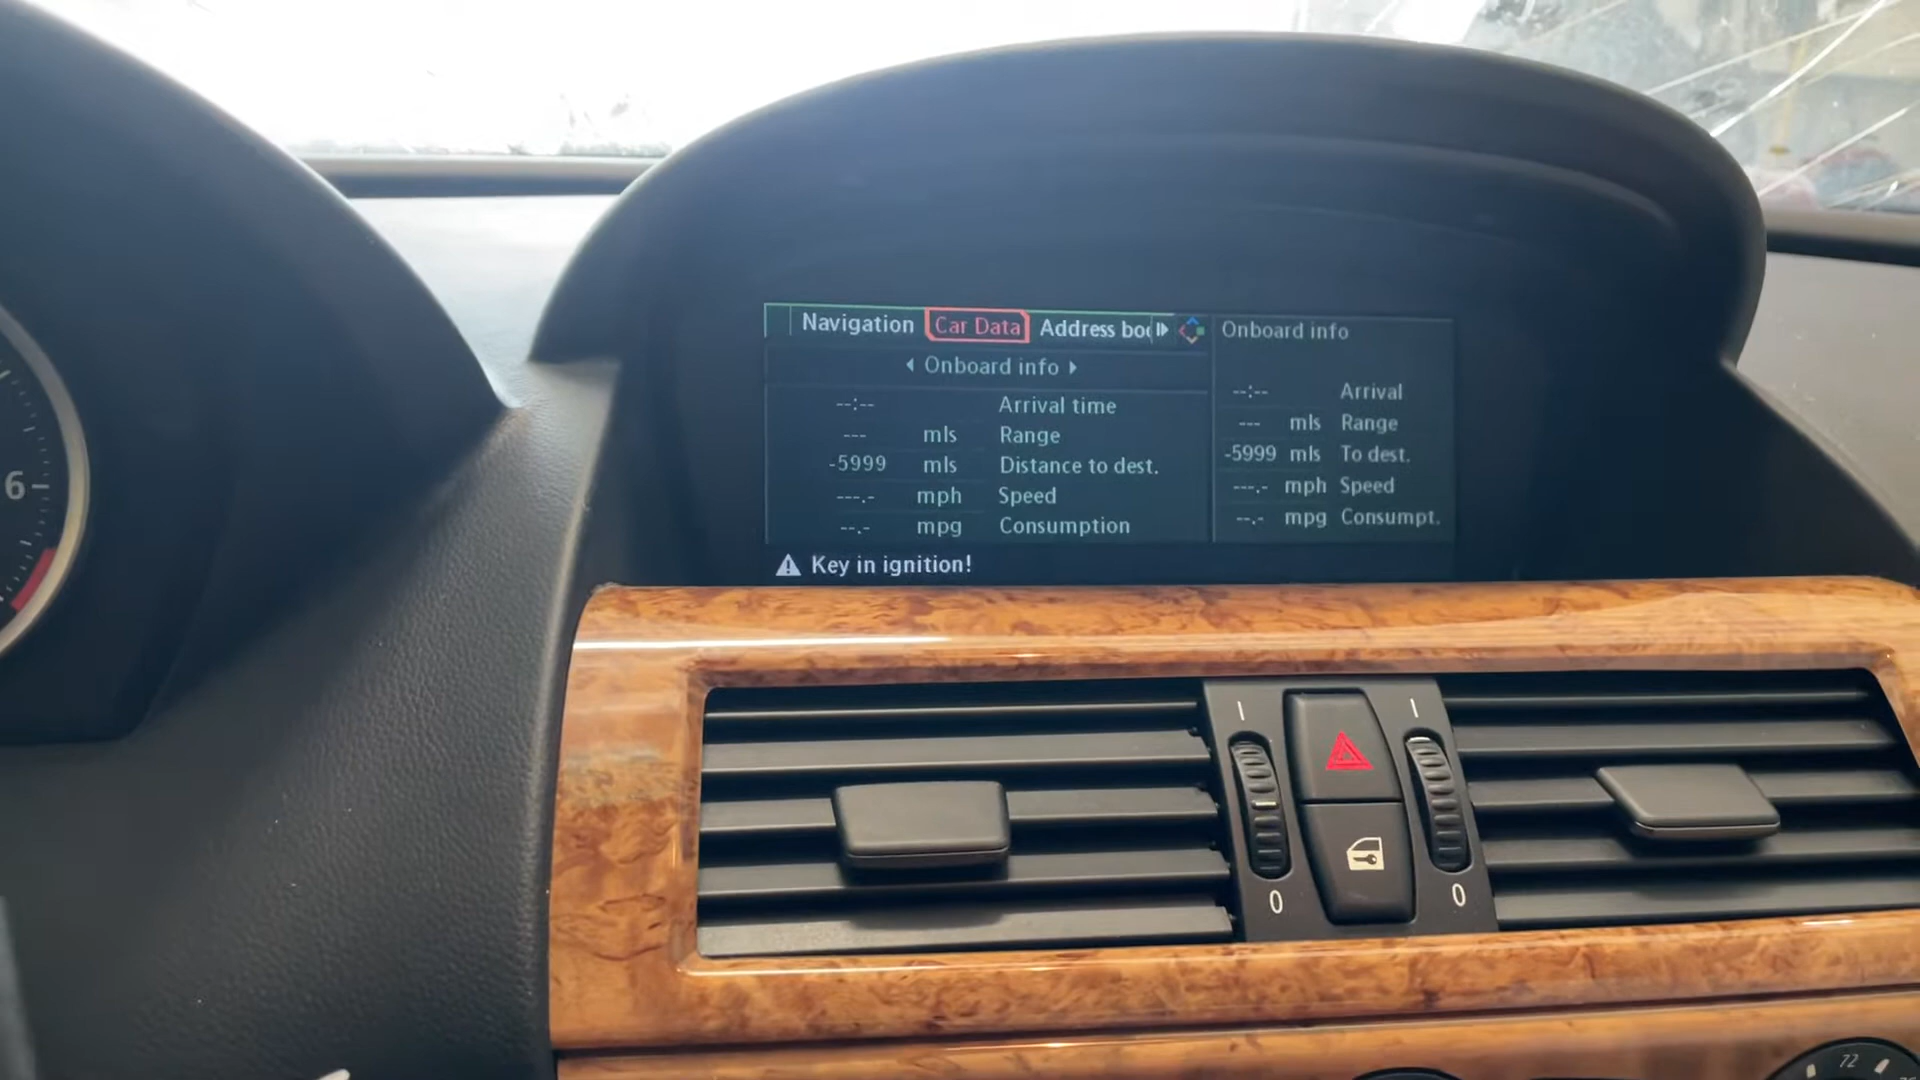 Navigation Car Data Address boo
Onboard info
--:-- Arrival time
--- mls Range
-5999 mls Distance to dest.
---.- mph Speed
--.- mpg Consumption
Onboard info
--:-- Arrival
--- mls Range
-5999 mls To dest.
---.- mph Speed
--.- mpg Consumpt.
Key in ignition!
6
I I
0 0
72